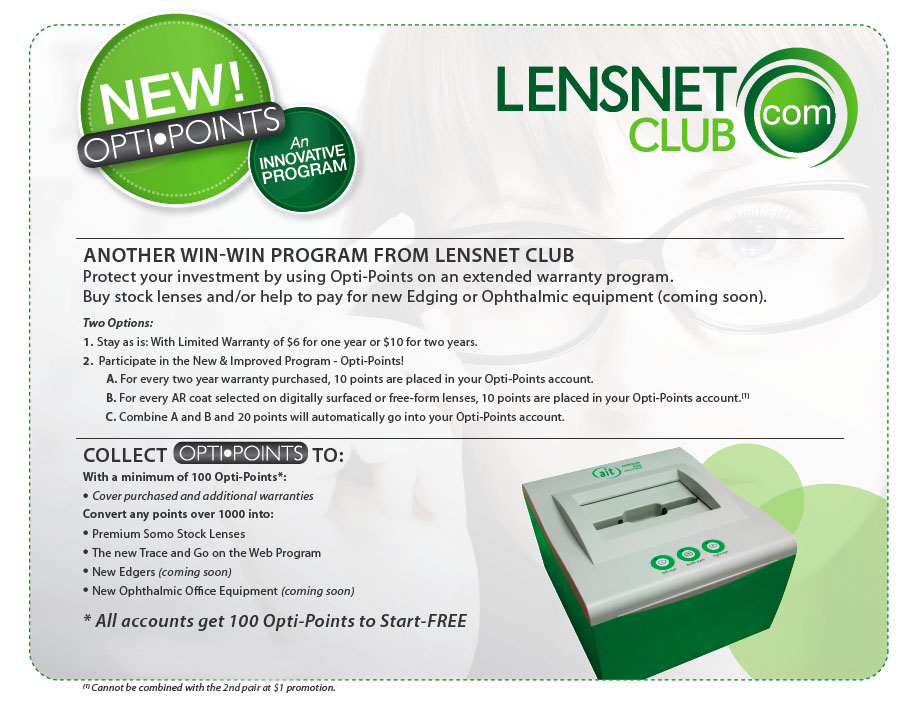 NEW!
OPTI•POINTS
An
INNOVATIVE
PROGRAM
LENSNET
CLUB
com
ANOTHER WIN-WIN PROGRAM FROM LENSNET CLUB
Protect your investment by using Opti-Points on an extended warranty program.
Buy stock lenses and/or help to pay for new Edging or Ophthalmic equipment (coming soon).
Two Options:
1. Stay as is: With Limited Warranty of $6 for one year or $10 for two years.
2. Participate in the New & Improved Program - Opti-Points!
A. For every two year warranty purchased, 10 points are placed in your Opti-Points account.
B. For every AR coat selected on digitally surfaced or free-form lenses, 10 points are placed in your Opti-Points account.(1)
C. Combine A and B and 20 points will automatically go into your Opti-Points account.
COLLECT OPTI•POINTS TO:
With a minimum of 100 Opti-Points*:
• Cover purchased and additional warranties
Convert any points over 1000 into:
• Premium Somo Stock Lenses
• The new Trace and Go on the Web Program
• New Edgers (coming soon)
• New Ophthalmic Office Equipment (coming soon)
* All accounts get 100 Opti-Points to Start-FREE
ait
(1) Cannot be combined with the 2nd pair at $1 promotion.